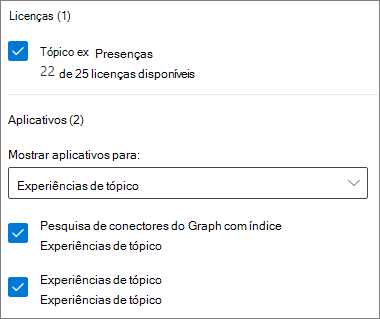 Licenças (1)
Tópico ex Presenças
22 de 25 licenças disponíveis
Aplicativos (2)
Mostrar aplicativos para:
Experiências de tópico
Pesquisa de conectores do Graph com índice
Experiências de tópico
Experiências de tópico
Experiências de tópico